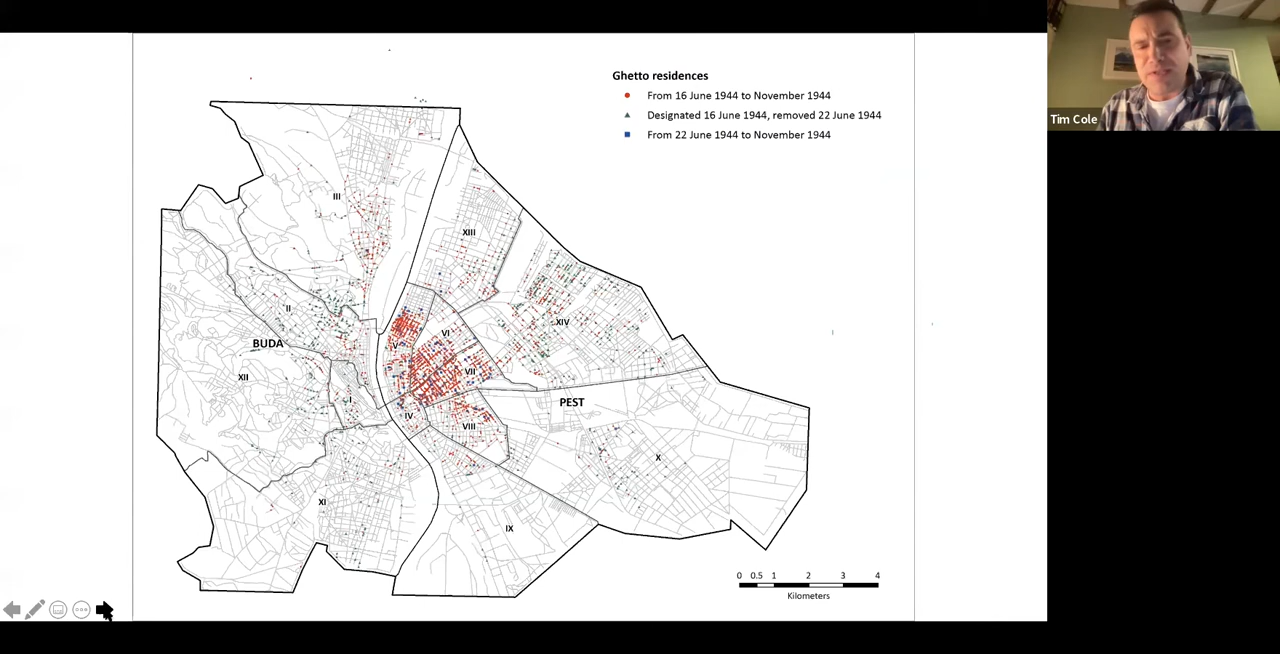 Ghetto residences
From 16 June 1944 to November 1944
Designated 16 June 1944, removed 22 June 1944
From 22 June 1944 to November 1944
Tim Cole
III
XIII
II
XIV
VI
BUDA
V
VII
XII
I
PEST
IV
VIII
X
XI
IX
0 0.5 1 2 3 4
Kilometers